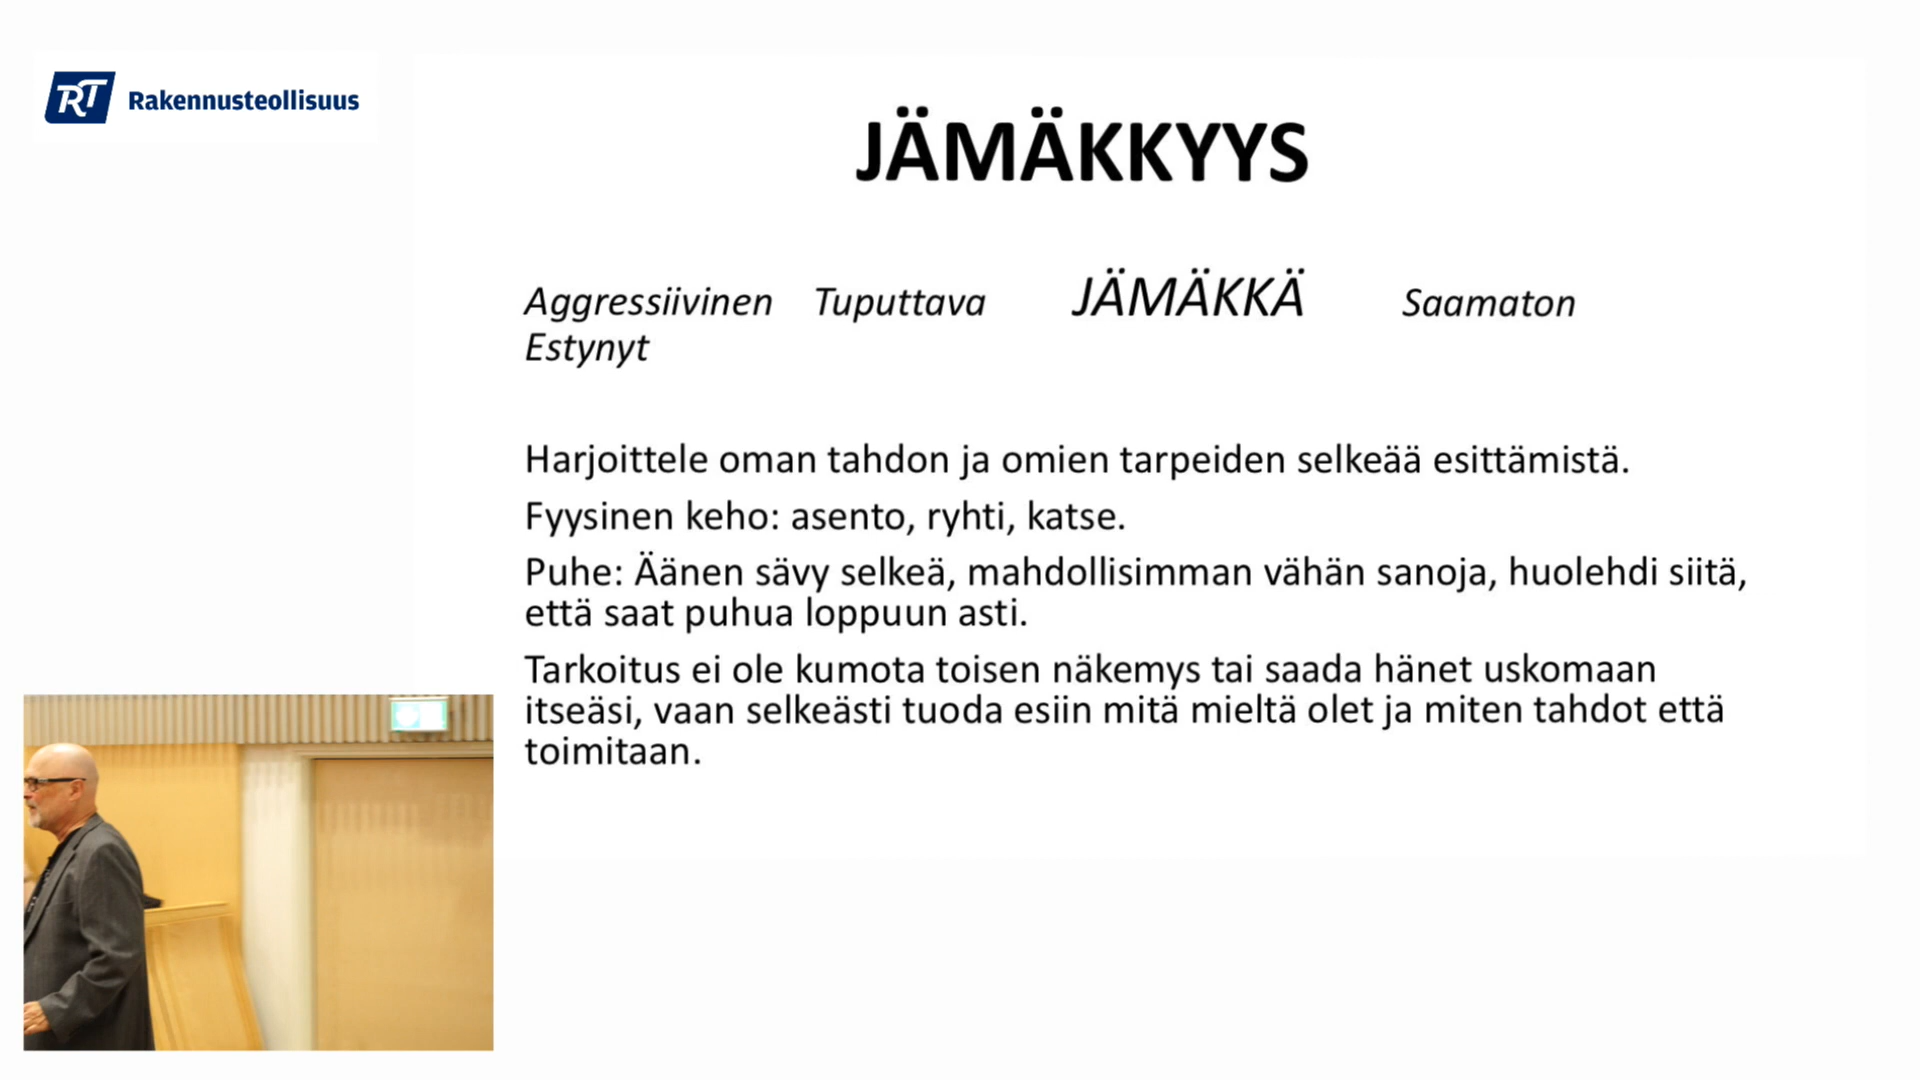 RT Rakennusteollisuus
JÄMÄKKYYS
Aggressiivinen Tuputtava JÄMÄKKÄ Saamaton
Estynyt
Harjoittele oman tahdon ja omien tarpeiden selkeää esittämistä.
Fyysinen keho: asento, ryhti, katse.
Puhe: Äänen sävy selkeä, mahdollisimman vähän sanoja, huolehdi siitä,
että saat puhua loppuun asti.
Tarkoitus ei ole kumota toisen näkemys tai saada hänet uskomaan
itseäsi, vaan selkeästi tuoda esiin mitä mieltä olet ja miten tahdot että
toimitaan.